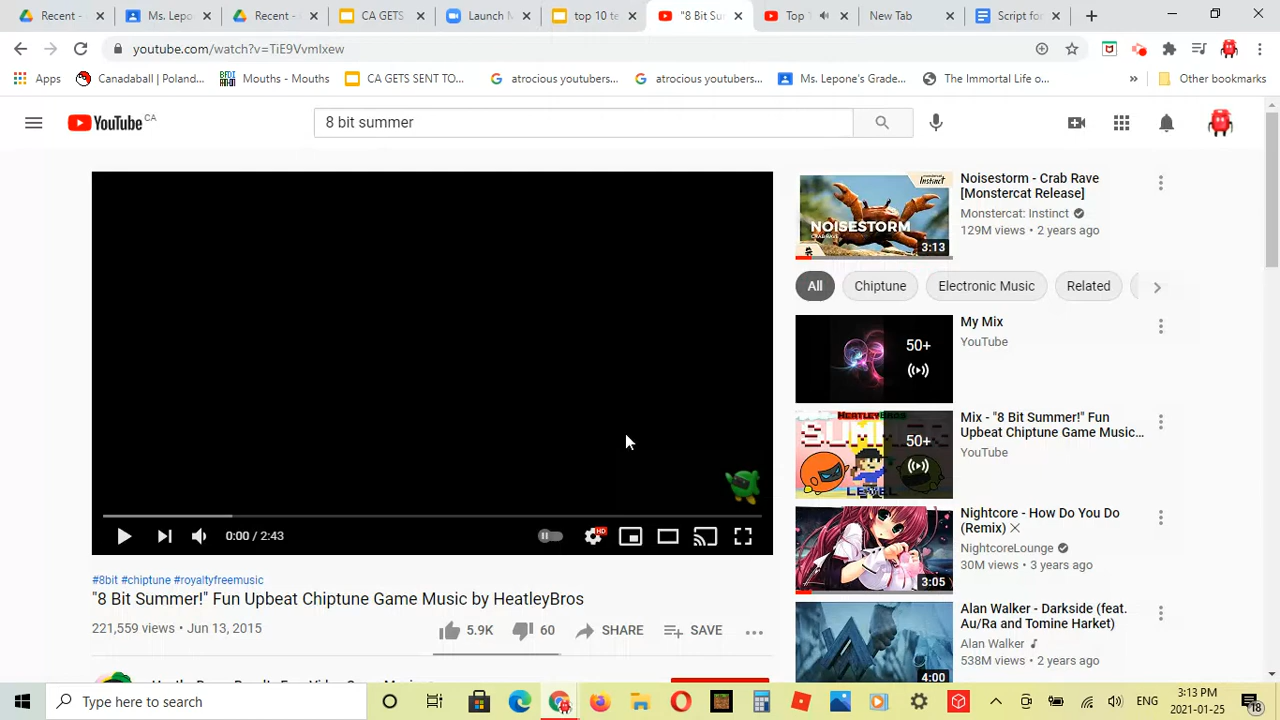 Recent -
Ms. Lepo
Recent -
CA GETS
Launch
top 10 te
"8 Bit Su
Top
New Tab
Script for
youtube.com/watch?v=TiE9VvmIxew
Apps
Canadaball | Poland...
Mouths - Mouths
CA GETS SENT TO...
atrocious youtubers...
atrocious youtubers...
Ms. Lepone's Grade...
The Immortal Life o...
»
Other bookmarks
YouTube CA
8 bit summer
NOISESTORM
3:13
Noisestorm - Crab Rave
[Monstercat Release]
Monstercat: Instinct
129M views • 2 years ago
All
Chiptune
Electronic Music
Related
50+
My Mix
YouTube
HEATLEYBROS
50+
LEVEL
Mix - "8 Bit Summer!" Fun
Upbeat Chiptune Game Music...
YouTube
3:05
Nightcore - How Do You Do
(Remix) ✕
NightcoreLounge
30M views • 3 years ago
4:00
Alan Walker - Darkside (feat.
Au/Ra and Tomine Harket)
Alan Walker
538M views • 2 years ago
0:00 / 2:43
HD
#8bit #chiptune #royaltyfreemusic
"8 Bit Summer!" Fun Upbeat Chiptune Game Music by HeatleyBros
221,559 views • Jun 13, 2015
5.9K
60
SHARE
SAVE
Type here to search
ENG
3:13 PM
2021-01-25
18